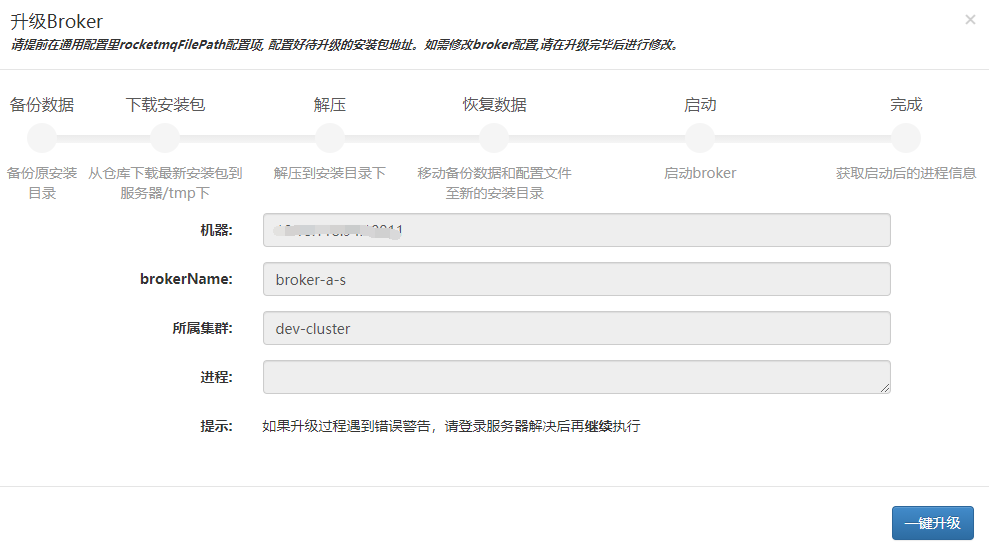 升级Broker
×
请提前在通用配置里rocketmqFilePath配置项, 配置好待升级的安装包地址。如需修改broker配置,请在升级完毕后进行修改。
备份数据 下载安装包 解压 恢复数据 启动 完成
备份原安装 从仓库下载最新安装包到 解压到安装目录下 移动备份数据和配置文件 启动broker 获取启动后的进程信息
目录 服务器/tmp下 至新的安装目录
机器:
brokerName: broker-a-s
所属集群: dev-cluster
进程:
提示: 如果升级过程遇到错误警告，请登录服务器解决后再继续执行
一键升级